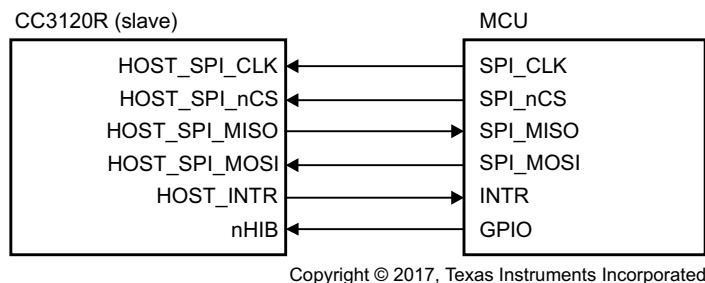 CC3120R (slave) MCU
HOST_SPI_CLK SPI_CLK
HOST_SPI_nCS SPI_nCS
HOST_SPI_MISO SPI_MISO
HOST_SPI_MOSI SPI_MOSI
HOST_INTR INTR
nHIB GPIO
Copyright © 2017, Texas Instruments Incorporated